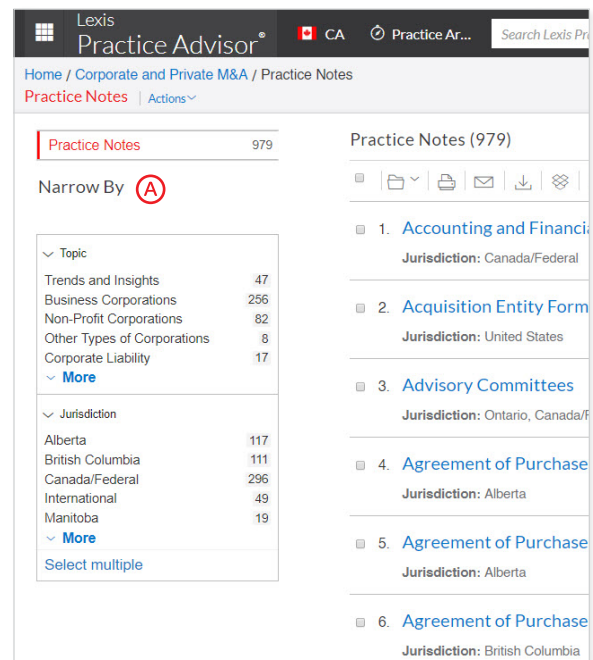 Lexis
Practice Advisor®
CA
Practice Ar...
Search Lexis Pr
Home / Corporate and Private M&A / Practice Notes
Practice Notes | Actions
Practice Notes 979
Narrow By A
Topic
Trends and Insights 47
Business Corporations 256
Non-Profit Corporations 82
Other Types of Corporations 8
Corporate Liability 17
More
Jurisdiction
Alberta 117
British Columbia 111
Canada/Federal 296
International 49
Manitoba 19
More
Select multiple
Practice Notes (979)
1. Accounting and Financi
Jurisdiction: Canada/Federal
2. Acquisition Entity Form
Jurisdiction: United States
3. Advisory Committees
Jurisdiction: Ontario, Canada/F
4. Agreement of Purchase
Jurisdiction: Alberta
5. Agreement of Purchase
Jurisdiction: Alberta
6. Agreement of Purchase
Jurisdiction: British Columbia